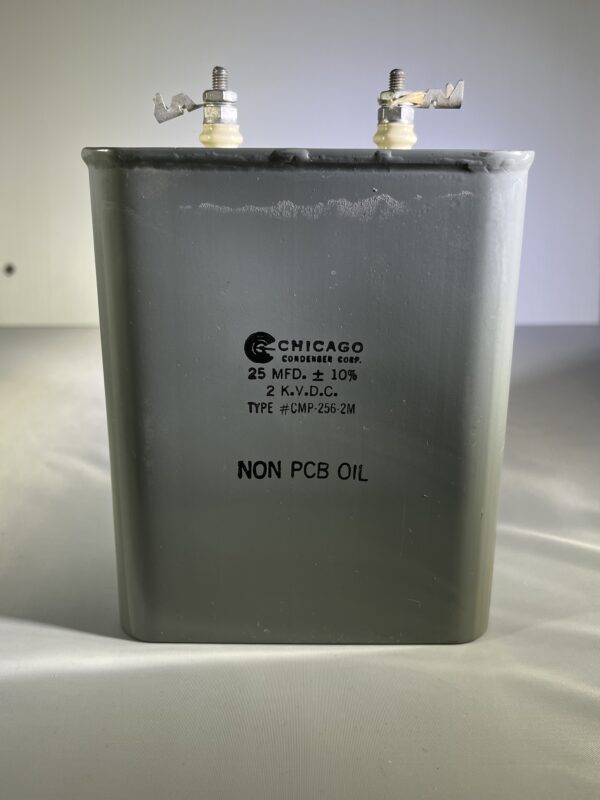 CHICAGO
CONDENSER CORP.
25 MFD. ± 10%
2 K.V.D.C.
TYPE #CMP-256-2M
NON PCB OIL